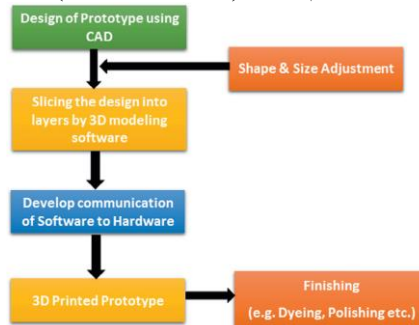 Design of Prototype using
CAD
Shape & Size Adjustment
Slicing the design into
layers by 3D modeling
software
Develop communication
of Software to Hardware
3D Printed Prototype
Finishing
(e.g. Dyeing, Polishing etc.)